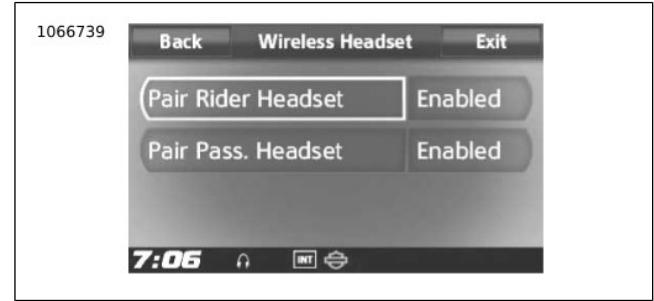 1066739
Back Wireless Headset Exit
Pair Rider Headset Enabled
Pair Pass. Headset Enabled
7:06 INT